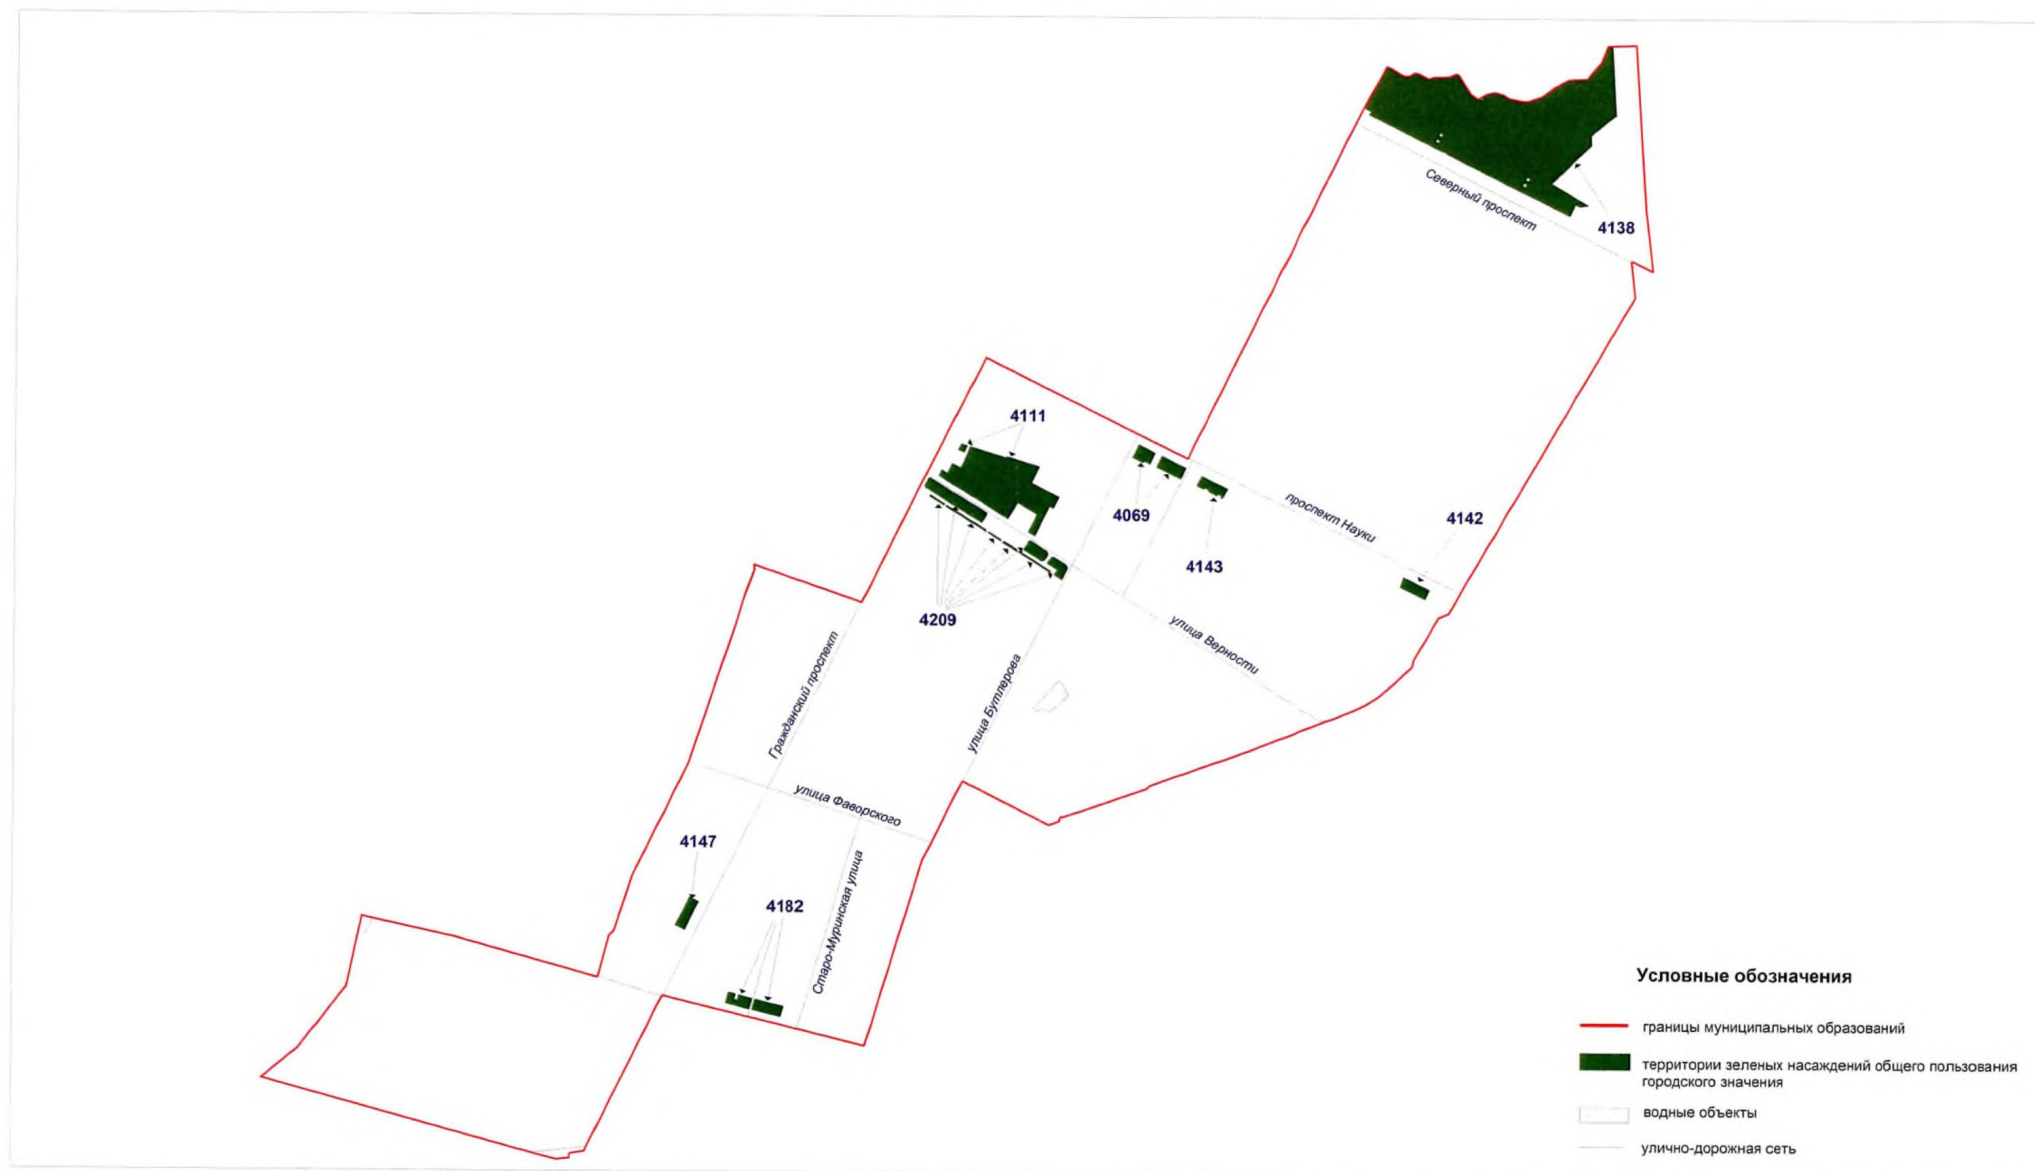 Северный проспект
4138
4111
4069
проспект Науки
4142
4143
4209
улица Верности
Гражданский проспект
улица Бутлерова
улица Фаворского
4147
Старо-Муринская улица
4182
Условные обозначения
границы муниципальных образований
территории зеленых насаждений общего пользования
городского значения
водные объекты
улично-дорожная сеть